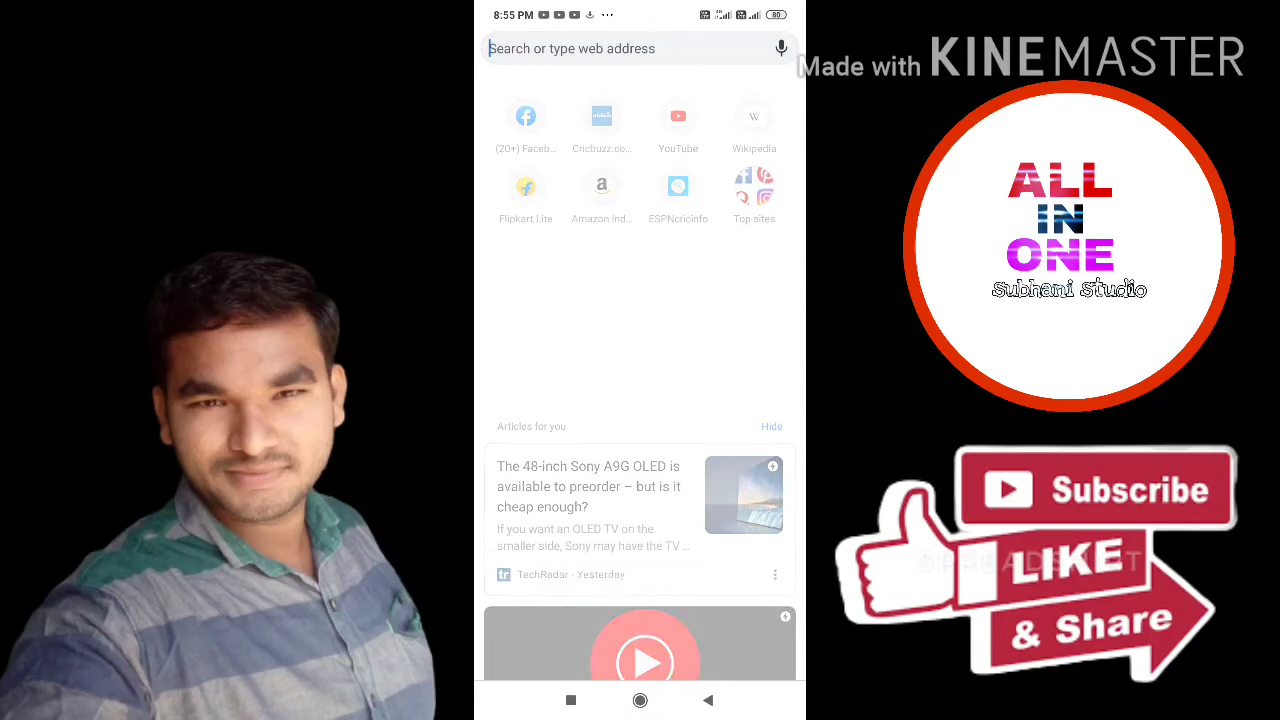 8:55 PM
80
Search or type web address
(20+) Faceb...
Cricbuzz.co...
YouTube
W
Wikipedia
Flipkart Lite
a
Amazon Ind...
ESPNcricinfo
Top sites
Articles for you
Hide
The 48-inch Sony A9G OLED is
available to preorder – but is it
cheap enough?
If you want an OLED TV on the
smaller side, Sony may have the TV ...
tr
TechRadar - Yesterday
Made with KINEMASTER
ALL
IN
ONE
Subhani Studio
Subscribe
LIKE
& Share